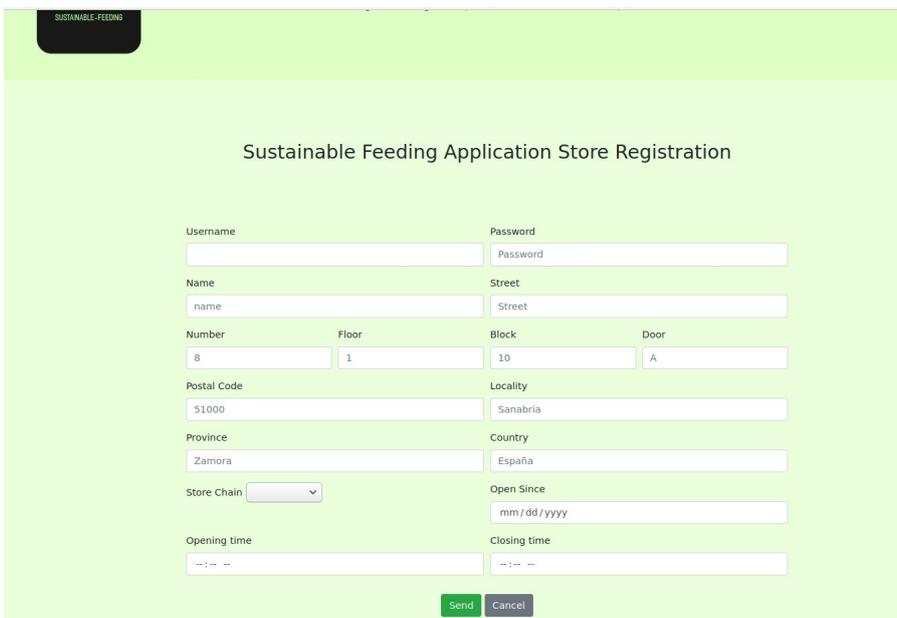 SUSTAINABLE-FEEDING
Sustainable Feeding Application Store Registration
Username Password
Password
Name Street
name Street
Number Floor Block Door
8 1 10 A
Postal Code Locality
51000 Sanabria
Province Country
Zamora España
Store Chain Open Since
mm/dd/yyyy
Opening time Closing time
--:-- -- --:-- --
Send Cancel